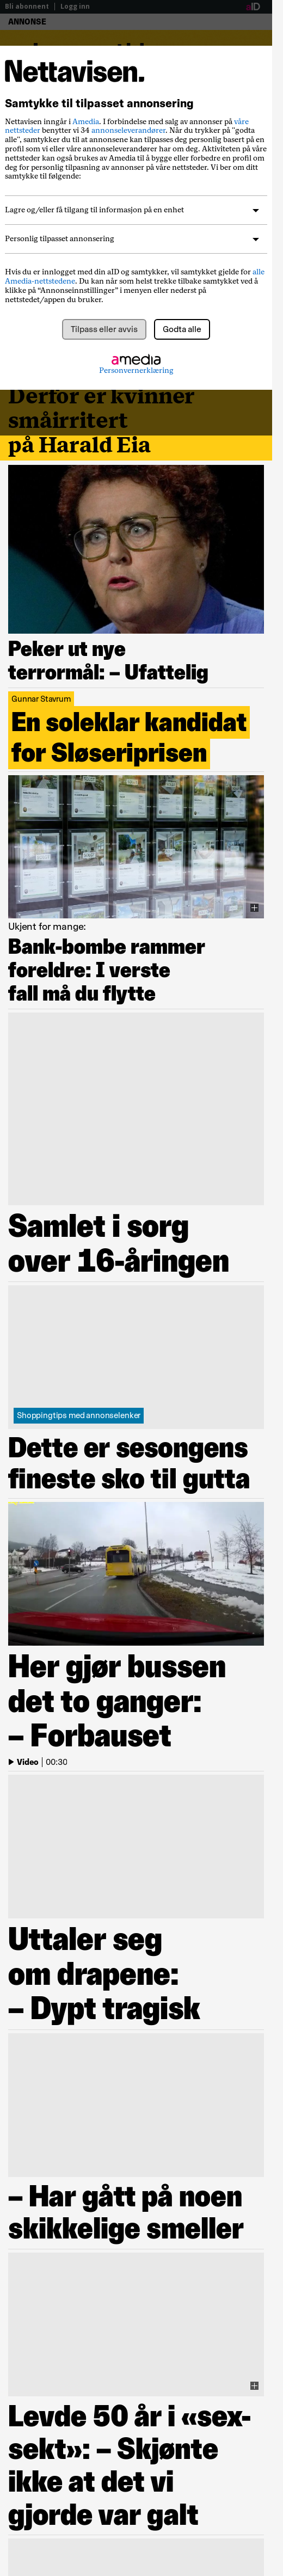 Bli abonnent | Logg inn
aID
ANNONSE
Nettavisen.
Samtykke til tilpasset annonsering
Nettavisen inngår i Amedia. I forbindelse med salg av annonser på våre
nettsteder benytter vi 34 annonseleverandører. Når du trykker på "godta
alle", samtykker du til at annonsene kan tilpasses deg personlig basert på en
profil som vi eller våre annonseleverandører har om deg. Aktiviteten på våre
nettsteder kan også brukes av Amedia til å bygge eller forbedre en profil om
deg for personlig tilpasning av annonser på våre nettsteder. Vi ber om ditt
samtykke til følgende:
Lagre og/eller få tilgang til informasjon på en enhet
Personlig tilpasset annonsering
Hvis du er innlogget med din aID og samtykker, vil samtykket gjelde for alle
Amedia-nettstedene. Du kan når som helst trekke tilbake samtykket ved å
klikke på "Annonseinnstillinger" i menyen eller nederst på
nettstedet/appen du bruker.
Tilpass eller avvis
Godta alle
amedia
Personvernerklæring
Derfor er kvinner
småirritert
på Harald Eia
Peker ut nye
terrormål: – Ufattelig
Gunnar Stavrum
En soleklar kandidat
for Sløseriprisen
Ukjent for mange:
Bank-bombe rammer
foreldre: I verste
fall må du flytte
Samlet i sorg
over 16-åringen
Shoppingtips med annonselenker
Dette er sesongens
fineste sko til gutta
Her gjør bussen
det to ganger:
– Forbauset
Video | 00:30
Uttaler seg
om drapene:
– Dypt tragisk
– Har gått på noen
skikkelige smeller
Levde 50 år i «sex-
sekt»: – Skjønte
ikke at det vi
gjorde var galt